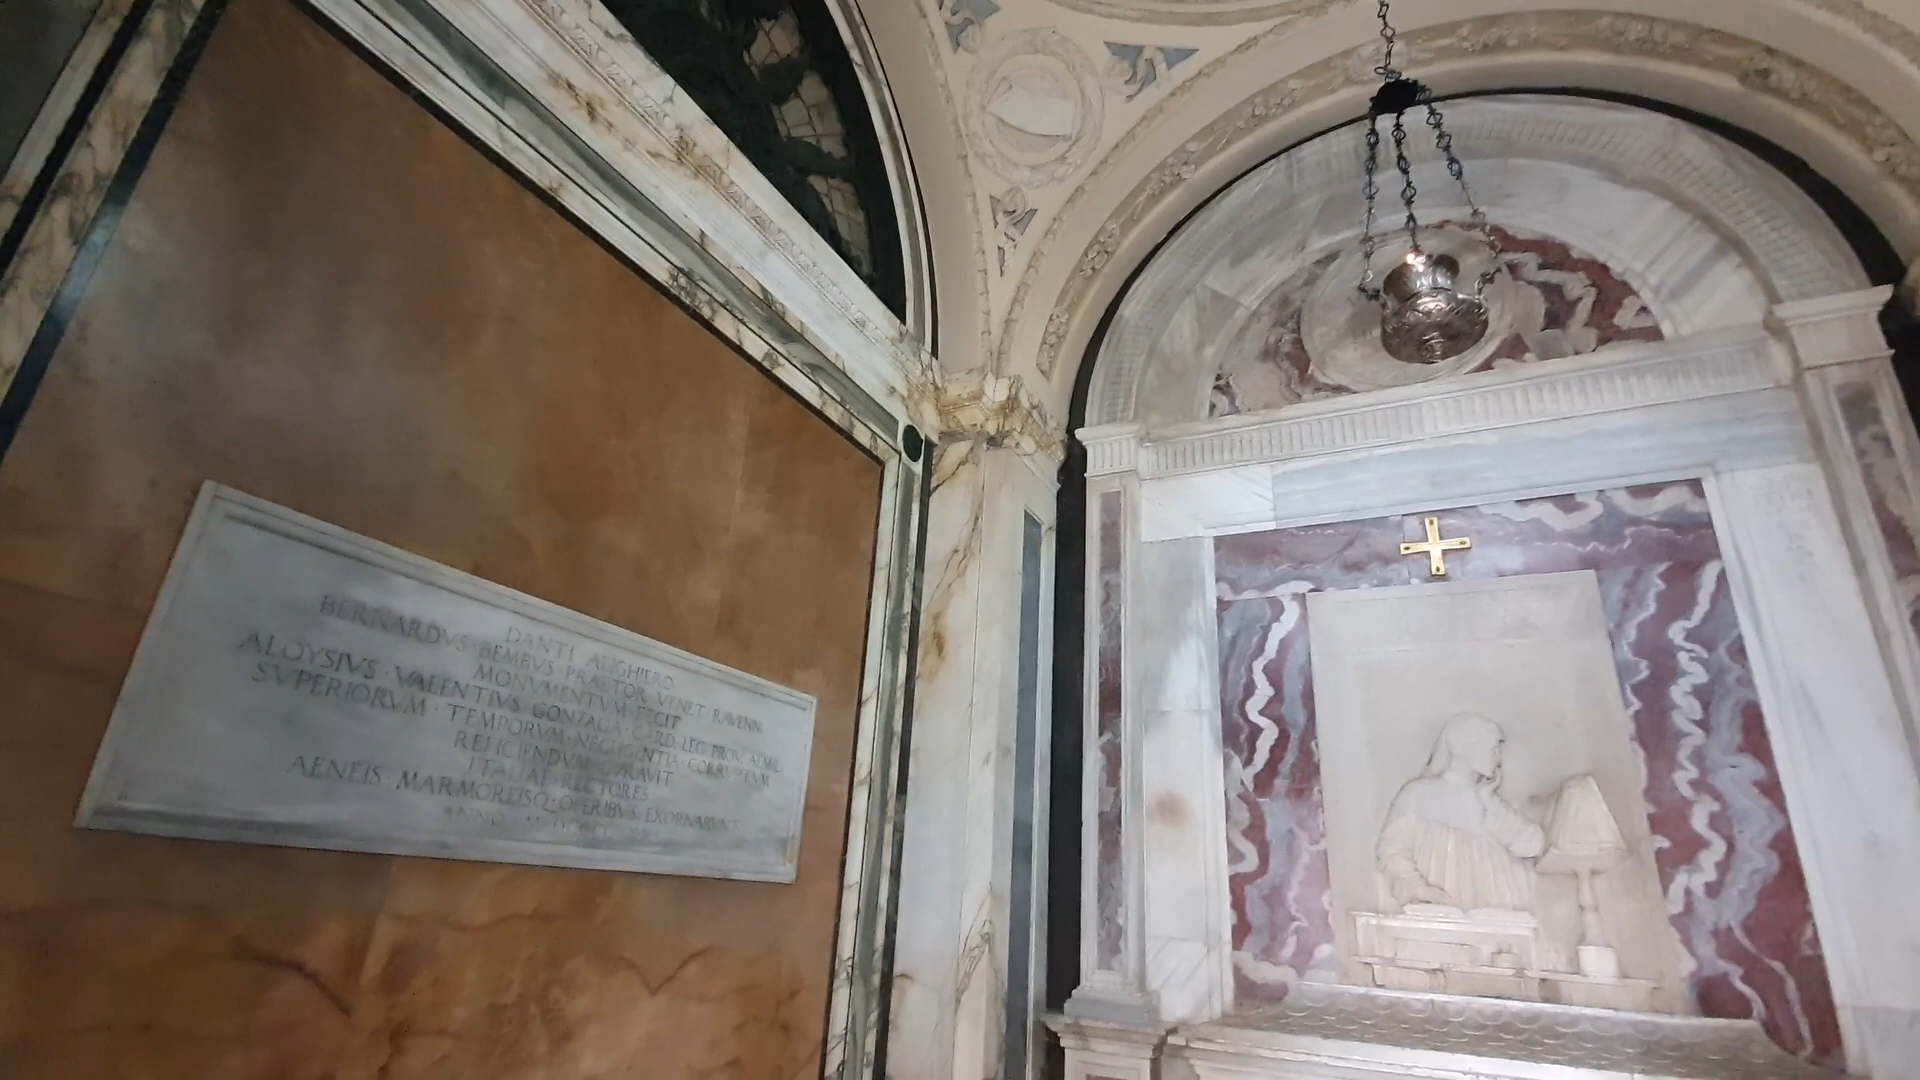 DANTI ALIGHIERO
BERNARDVS · BEMBVS PRAETOR VENET · RAVENN
MONVMENTVM FECIT
ALOYSIVS · VALENTIVS GONZAGA · CARD LEG PROV AEMIL
SVPERIORVM · TEMPORVM · NEGLIGENTIA · CORRVPTVM
REFICIENDVM CVRAVIT
ITALIAE RECTORES
AENEIS · MARMOREISQ · OPERIBVS EXORNARVNT
ANNO